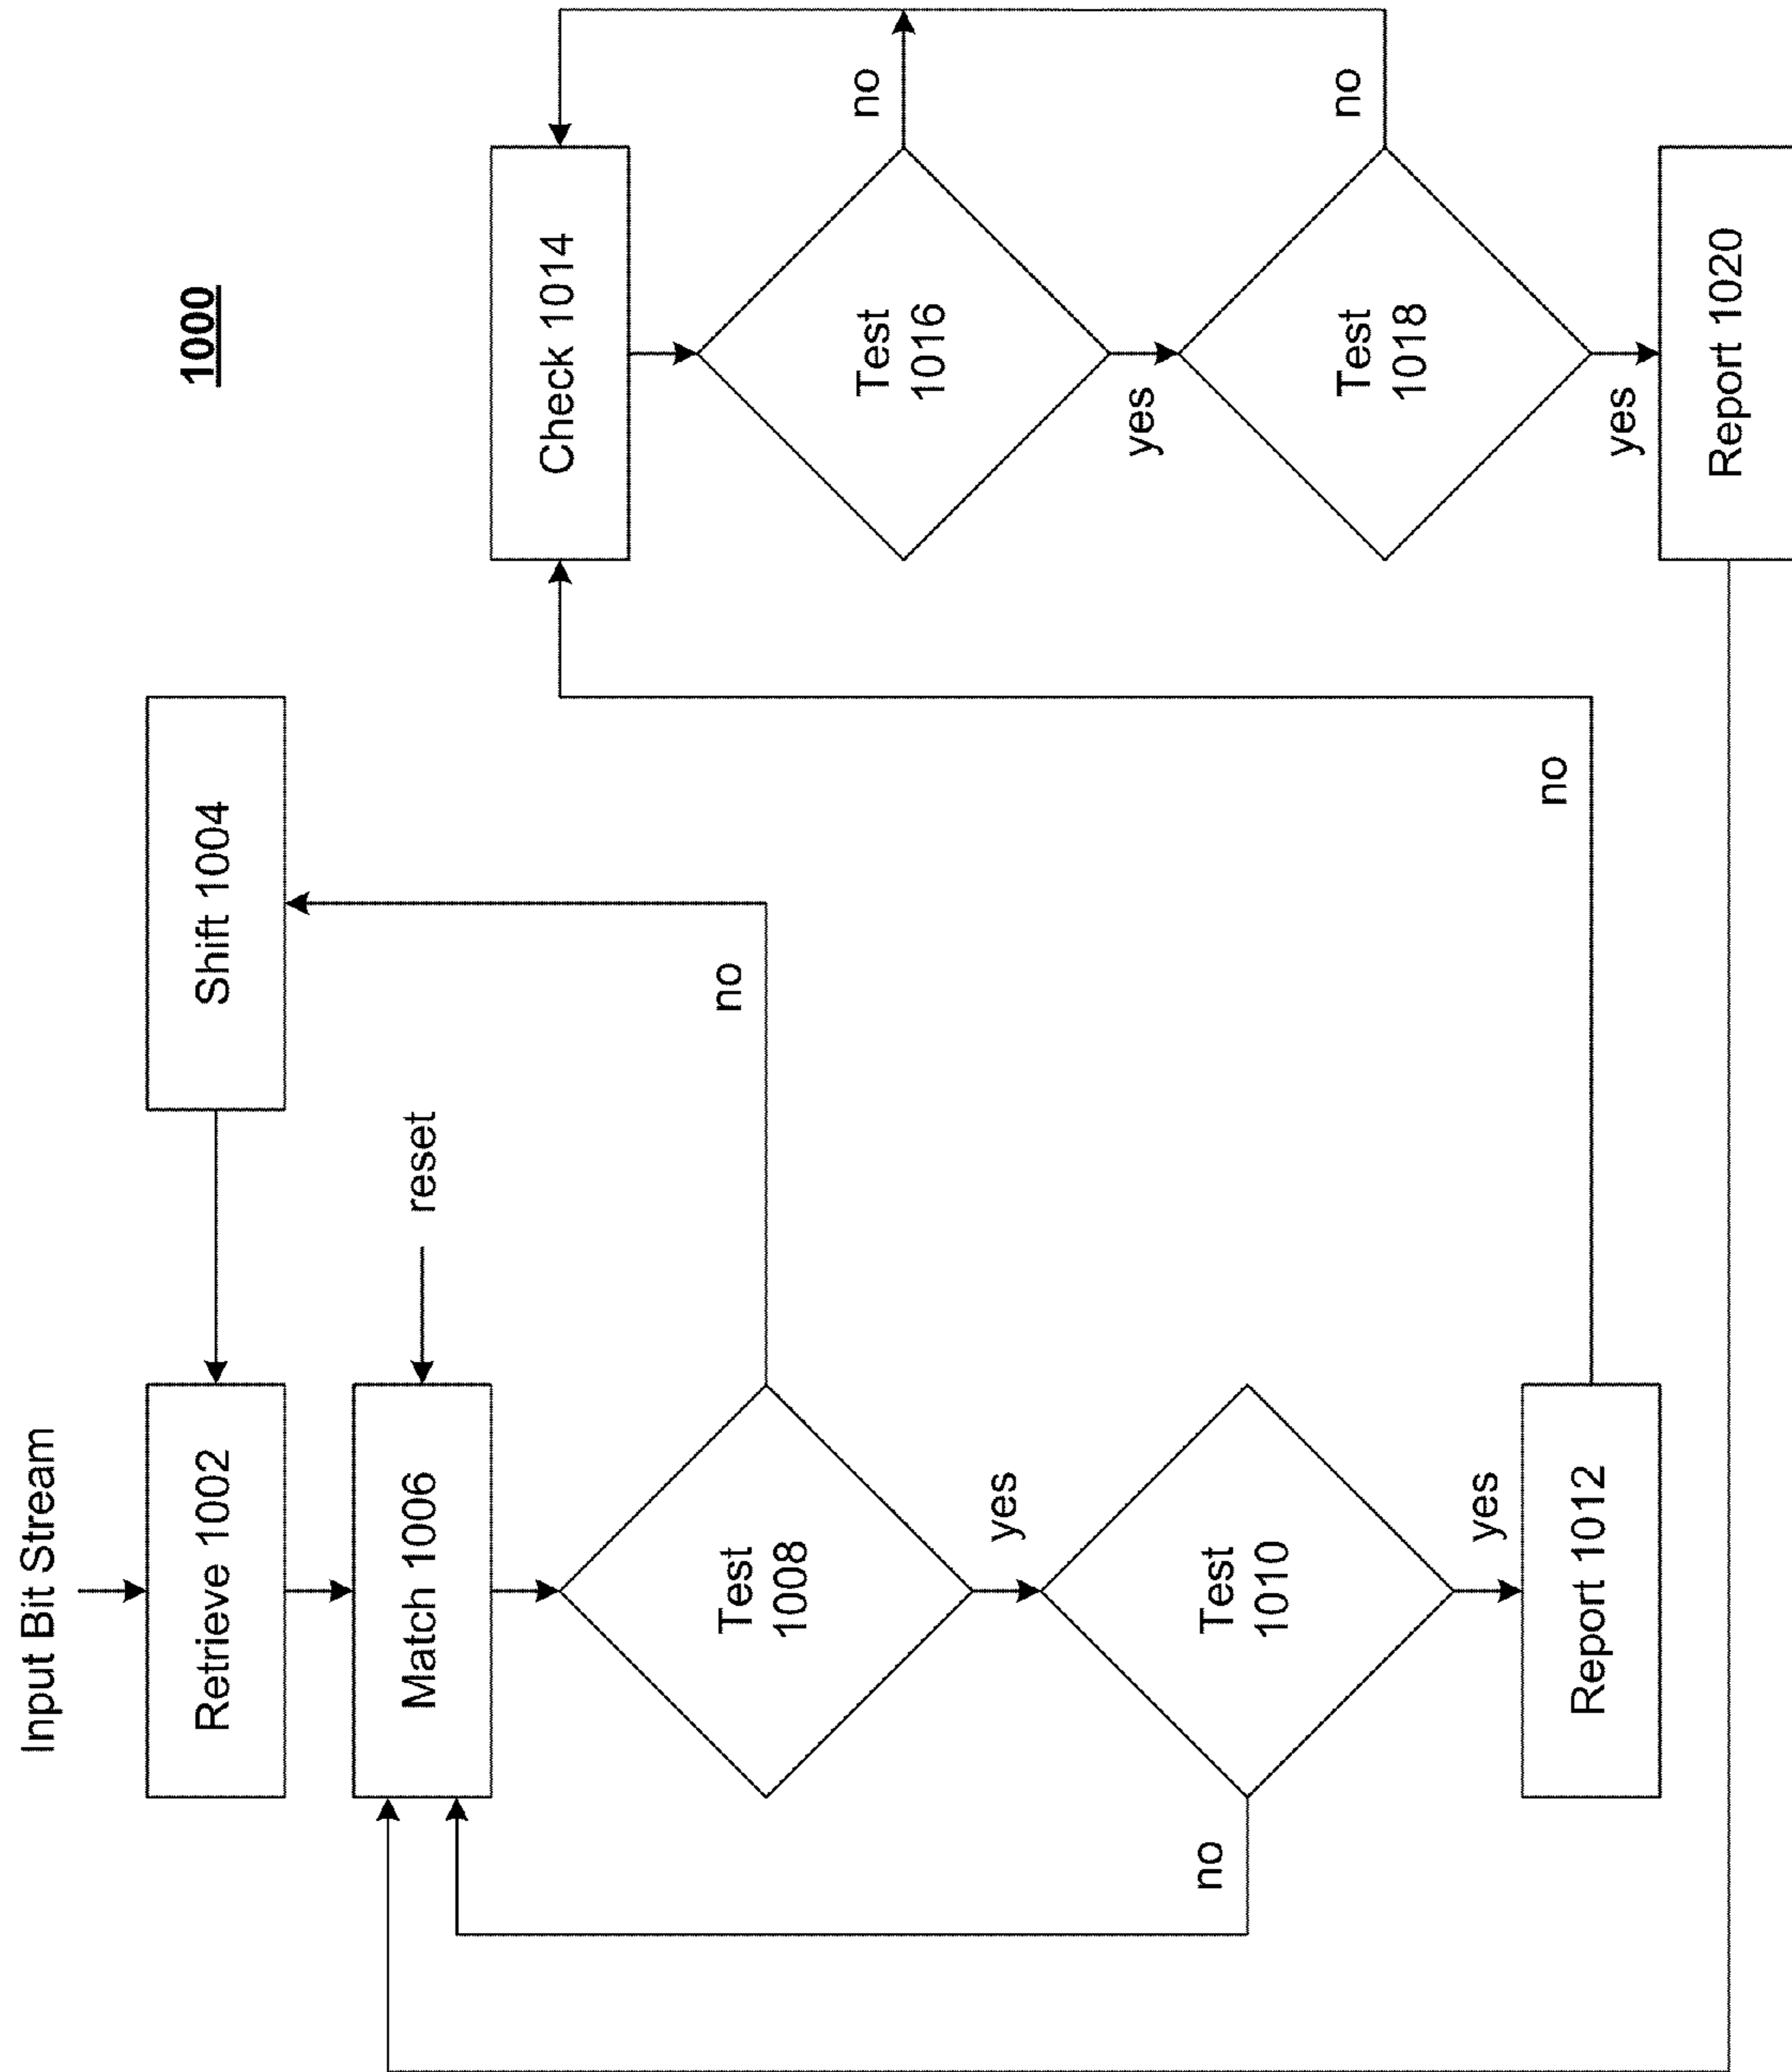 1000
Input Bit Stream
Retrieve 1002
Shift 1004
Match 1006
reset
Test
1008
no
yes
Test
1010
no
yes
Report 1012
no
Check 1014
Test
1016
no
yes
Test
1018
no
yes
Report 1020